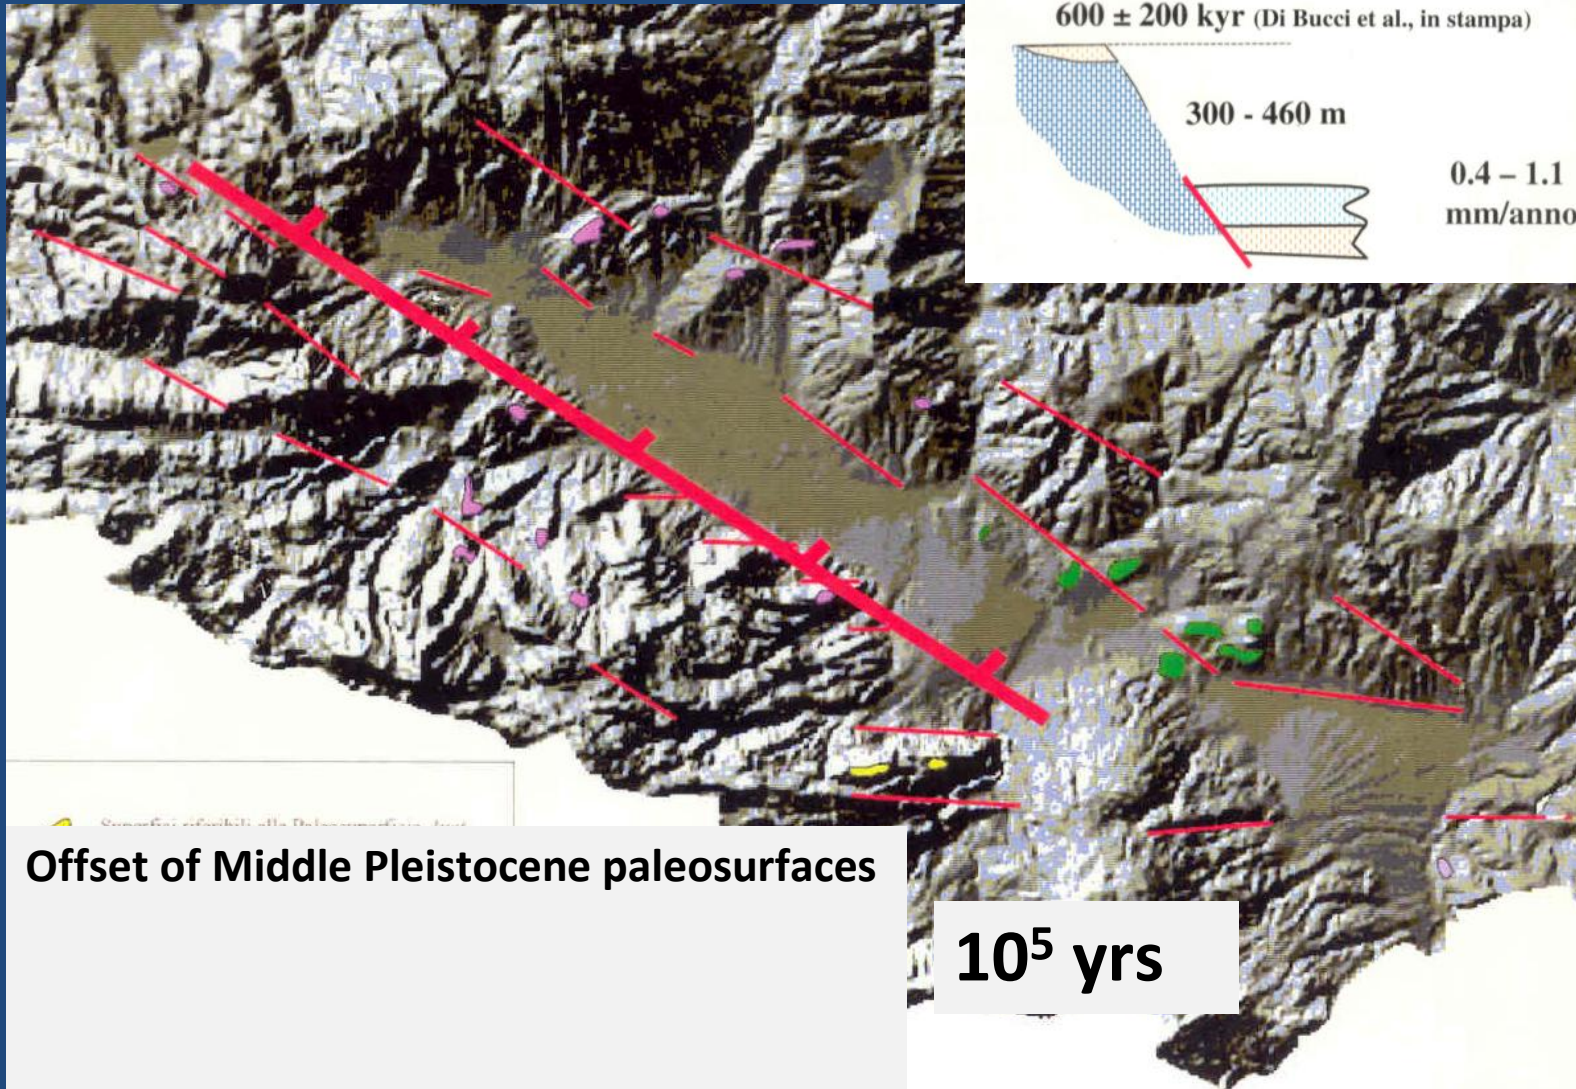 600 ± 200 kyr (Di Bucci et al., in stampa)
300 - 460 m
0.4 – 1.1
mm/anno
Offset of Middle Pleistocene paleosurfaces
10⁵ yrs